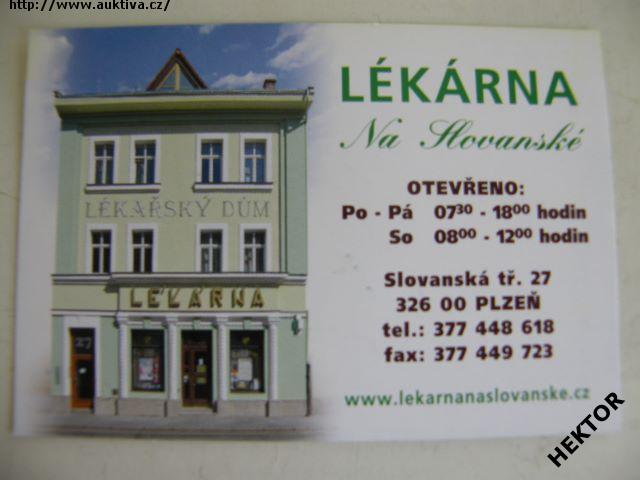 http://www.auktiva.cz/
LÉKÁRNA
Na Slovanské
OTEVŘENO:
Po - Pá 07³⁰ - 18⁰⁰ hodin
So 08⁰⁰ - 12⁰⁰ hodin
Slovanská tř. 27
326 00 PLZEŇ
tel.: 377 448 618
fax: 377 449 723
www.lekarnanaslovanske.cz
LÉKAŘSKÝ DŮM
LÉKÁRNA
27
HEKTOR